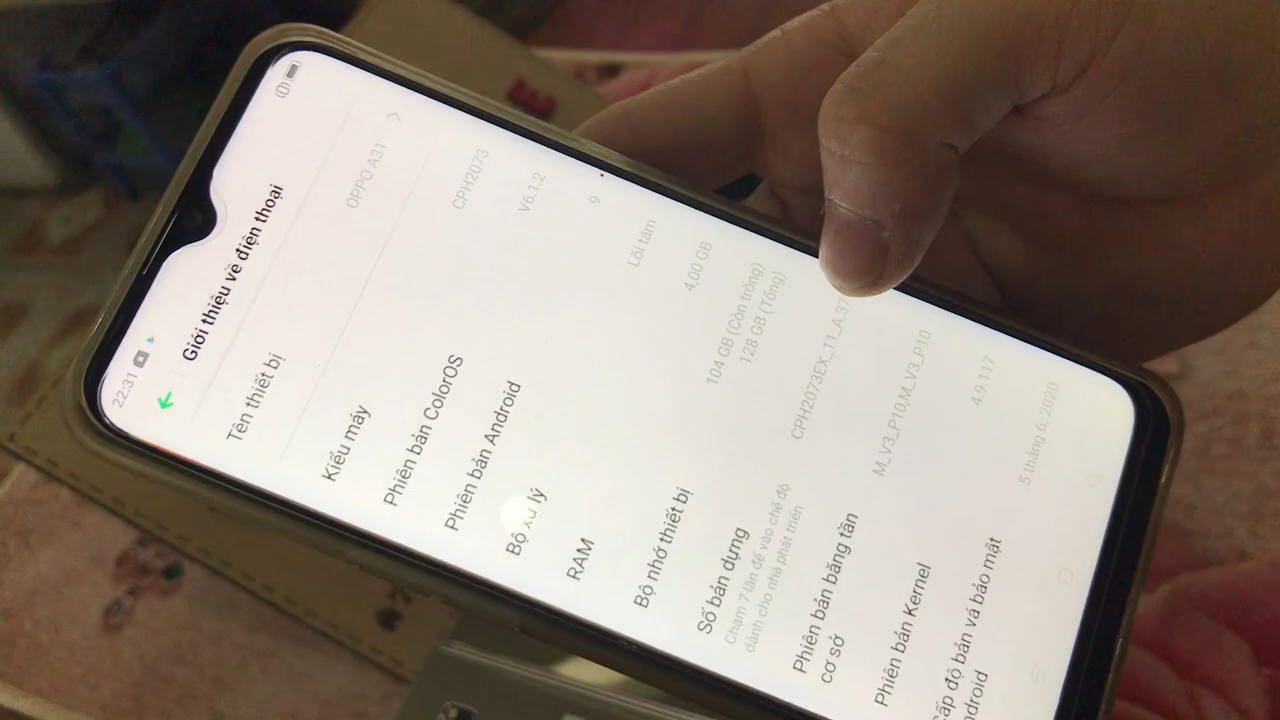 22:31
Giới thiệu về điện thoại
Tên thiết bị
OPPO A31
Kiểu máy
CPH2073
Phiên bản ColorOS
V6.1.2
Phiên bản Android
9
Bộ xử lý
Lõi tám
RAM
4,00 GB
Bộ nhớ thiết bị
104 GB (Còn trống)
128 GB (Tổng)
Số bản dựng
CPH2073EX_11_A.37
Chạm 7 lần để vào chế độ
dành cho nhà phát triển
Phiên bản băng tần
cơ sở
M_V3_P10,M_V3_P10
Phiên bản Kernel
4.9.117
Cấp độ bản vá bảo mật
Android
5 tháng 6, 2020